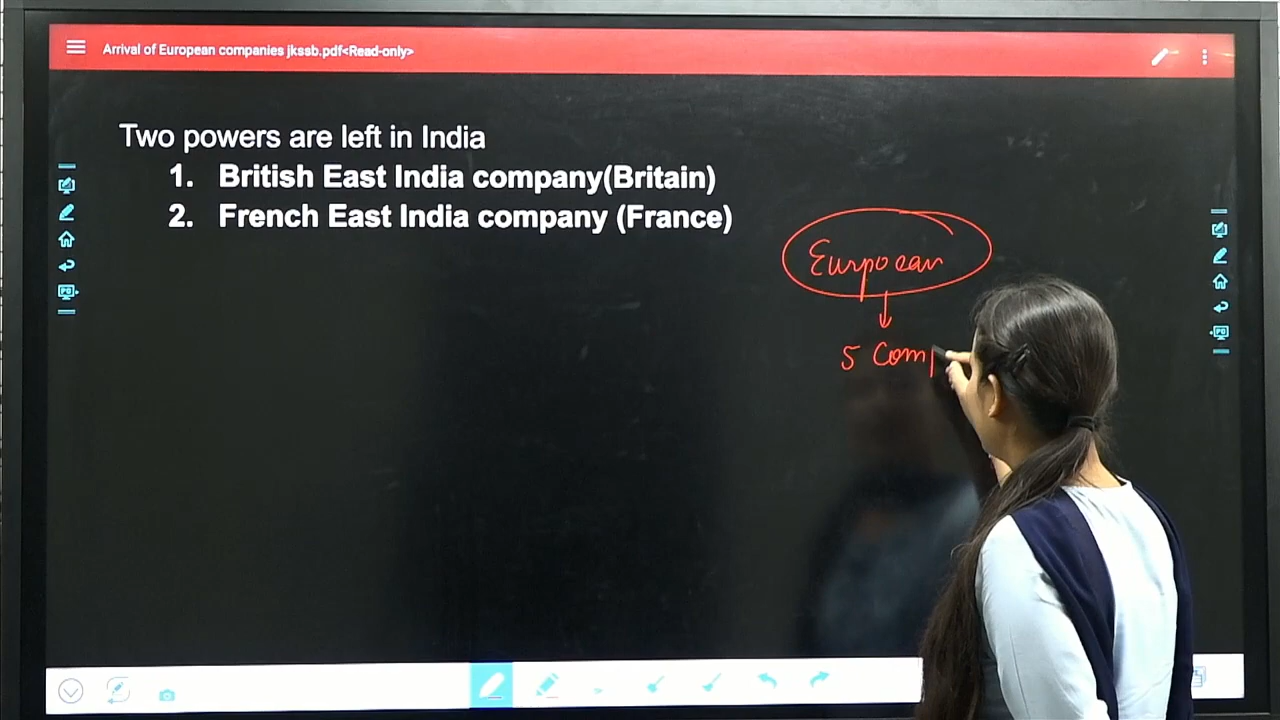 Arrival of European companies jkssb.pdf<Read-only>
Two powers are left in India
1. British East India company(Britain)
2. French East India company (France)
Eurpoean
5 Comp